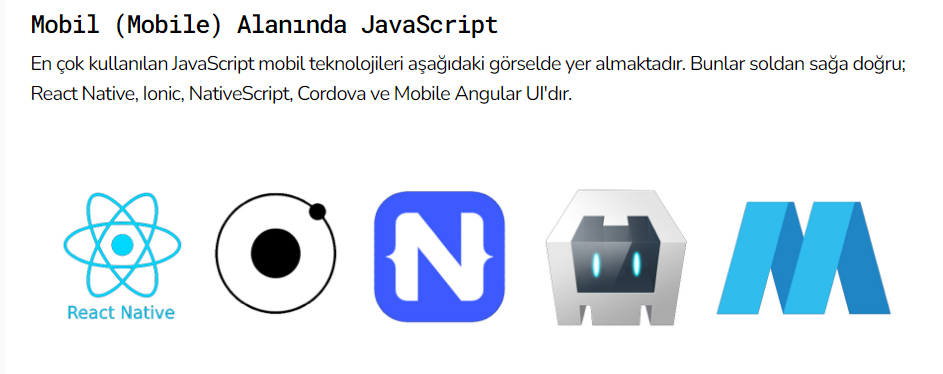 Mobil (Mobile) Alanında JavaScript
En çok kullanılan JavaScript mobil teknolojileri aşağıdaki görselde yer almaktadır. Bunlar soldan sağa doğru;
React Native, Ionic, NativeScript, Cordova ve Mobile Angular UI'dır.
React Native